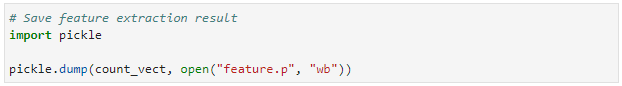 # Save feature extraction result
import pickle
pickle.dump(count_vect, open("feature.p", "wb"))